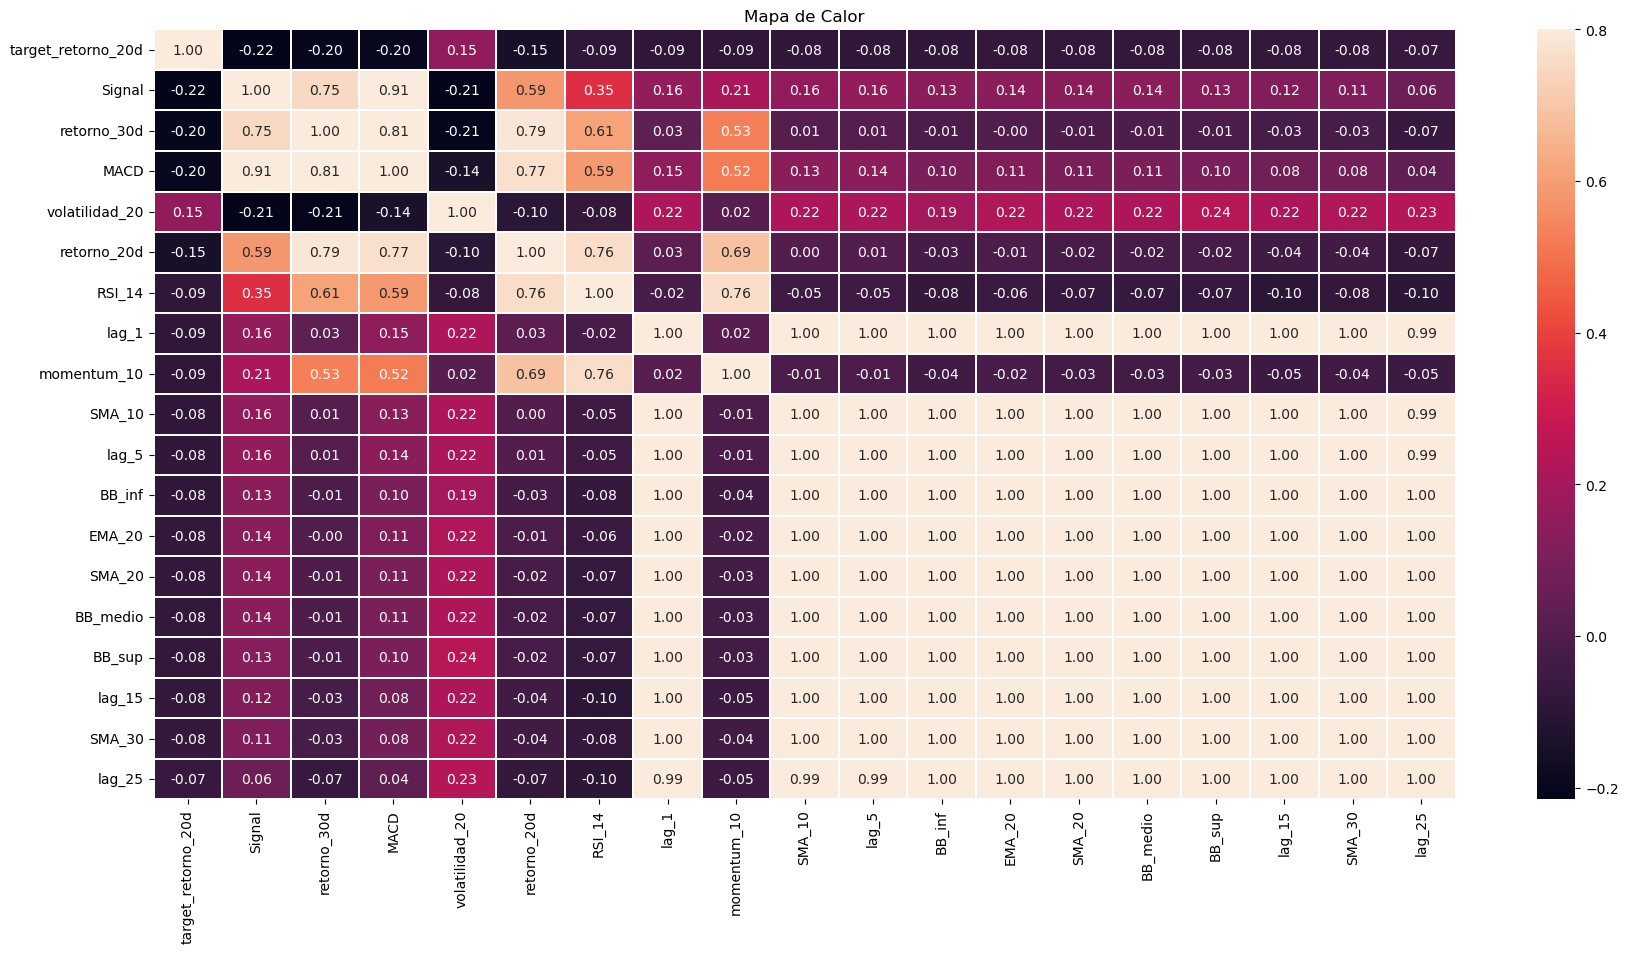 Mapa de Calor
target_retorno_20d 1.00 -0.22 -0.20 -0.20 0.15 -0.15 -0.09 -0.09 -0.09 -0.08 -0.08 -0.08 -0.08 -0.08 -0.08 -0.08 -0.08 -0.08 -0.07
Signal -0.22 1.00 0.75 0.91 -0.21 0.59 0.35 0.16 0.21 0.16 0.16 0.13 0.14 0.14 0.14 0.13 0.12 0.11 0.06
retorno_30d -0.20 0.75 1.00 0.81 -0.21 0.79 0.61 0.03 0.53 0.01 0.01 -0.01 -0.00 -0.01 -0.01 -0.01 -0.03 -0.03 -0.07
MACD -0.20 0.91 0.81 1.00 -0.14 0.77 0.59 0.15 0.52 0.13 0.14 0.10 0.11 0.11 0.11 0.10 0.08 0.08 0.04
volatilidad_20 0.15 -0.21 -0.21 -0.14 1.00 -0.10 -0.08 0.22 0.02 0.22 0.22 0.19 0.22 0.22 0.22 0.24 0.22 0.22 0.23
retorno_20d -0.15 0.59 0.79 0.77 -0.10 1.00 0.76 0.03 0.69 0.00 0.01 -0.03 -0.01 -0.02 -0.02 -0.02 -0.04 -0.04 -0.07
RSI_14 -0.09 0.35 0.61 0.59 -0.08 0.76 1.00 -0.02 0.76 -0.05 -0.05 -0.08 -0.06 -0.07 -0.07 -0.07 -0.10 -0.08 -0.10
lag_1 -0.09 0.16 0.03 0.15 0.22 0.03 -0.02 1.00 0.02 1.00 1.00 1.00 1.00 1.00 1.00 1.00 1.00 1.00 0.99
momentum_10 -0.09 0.21 0.53 0.52 0.02 0.69 0.76 0.02 1.00 -0.01 -0.01 -0.04 -0.02 -0.03 -0.03 -0.03 -0.05 -0.04 -0.05
SMA_10 -0.08 0.16 0.01 0.13 0.22 0.00 -0.05 1.00 -0.01 1.00 1.00 1.00 1.00 1.00 1.00 1.00 1.00 1.00 0.99
lag_5 -0.08 0.16 0.01 0.14 0.22 0.01 -0.05 1.00 -0.01 1.00 1.00 1.00 1.00 1.00 1.00 1.00 1.00 1.00 0.99
BB_inf -0.08 0.13 -0.01 0.10 0.19 -0.03 -0.08 1.00 -0.04 1.00 1.00 1.00 1.00 1.00 1.00 1.00 1.00 1.00 1.00
EMA_20 -0.08 0.14 -0.00 0.11 0.22 -0.01 -0.06 1.00 -0.02 1.00 1.00 1.00 1.00 1.00 1.00 1.00 1.00 1.00 1.00
SMA_20 -0.08 0.14 -0.01 0.11 0.22 -0.02 -0.07 1.00 -0.03 1.00 1.00 1.00 1.00 1.00 1.00 1.00 1.00 1.00 1.00
BB_medio -0.08 0.14 -0.01 0.11 0.22 -0.02 -0.07 1.00 -0.03 1.00 1.00 1.00 1.00 1.00 1.00 1.00 1.00 1.00 1.00
BB_sup -0.08 0.13 -0.01 0.10 0.24 -0.02 -0.07 1.00 -0.03 1.00 1.00 1.00 1.00 1.00 1.00 1.00 1.00 1.00 1.00
lag_15 -0.08 0.12 -0.03 0.08 0.22 -0.04 -0.10 1.00 -0.05 1.00 1.00 1.00 1.00 1.00 1.00 1.00 1.00 1.00 1.00
SMA_30 -0.08 0.11 -0.03 0.08 0.22 -0.04 -0.08 1.00 -0.04 1.00 1.00 1.00 1.00 1.00 1.00 1.00 1.00 1.00 1.00
lag_25 -0.07 0.06 -0.07 0.04 0.23 -0.07 -0.10 0.99 -0.05 0.99 0.99 1.00 1.00 1.00 1.00 1.00 1.00 1.00 1.00
target_retorno_20d
Signal
retorno_30d
MACD
volatilidad_20
retorno_20d
RSI_14
lag_1
momentum_10
SMA_10
lag_5
BB_inf
EMA_20
SMA_20
BB_medio
BB_sup
lag_15
SMA_30
lag_25
0.8
0.6
0.4
0.2
0.0
−0.2